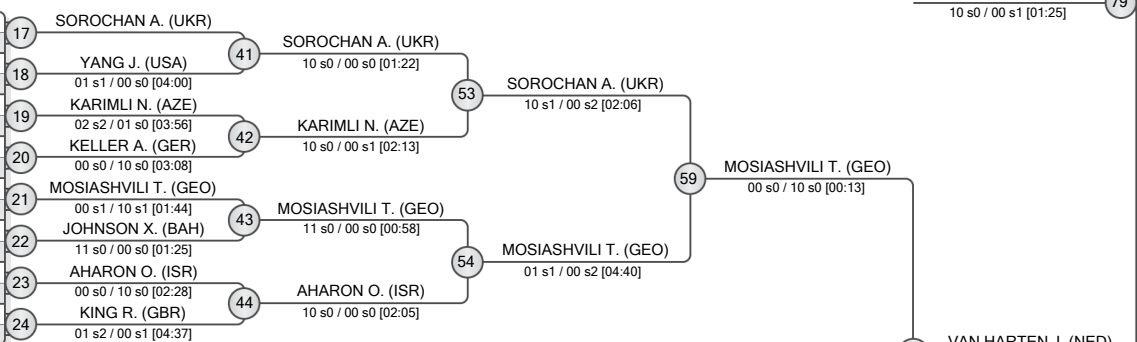 79
10 s0 / 00 s1 [01:25]
17
SOROCHAN A. (UKR)
41
SOROCHAN A. (UKR)
10 s0 / 00 s0 [01:22]
18
YANG J. (USA)
01 s1 / 00 s0 [04:00]
53
SOROCHAN A. (UKR)
10 s1 / 00 s2 [02:06]
19
KARIMLI N. (AZE)
02 s2 / 01 s0 [03:56]
42
KARIMLI N. (AZE)
10 s0 / 00 s1 [02:13]
20
KELLER A. (GER)
00 s0 / 10 s0 [03:08]
59
MOSIASHVILI T. (GEO)
00 s0 / 10 s0 [00:13]
21
MOSIASHVILI T. (GEO)
00 s1 / 10 s1 [01:44]
43
MOSIASHVILI T. (GEO)
11 s0 / 00 s0 [00:58]
22
JOHNSON X. (BAH)
11 s0 / 00 s0 [01:25]
54
MOSIASHVILI T. (GEO)
01 s1 / 00 s2 [04:40]
23
AHARON O. (ISR)
00 s0 / 10 s0 [02:28]
44
AHARON O. (ISR)
10 s0 / 00 s0 [02:05]
24
KING R. (GBR)
01 s2 / 00 s1 [04:37]
VAN HARTEN J. (NED)